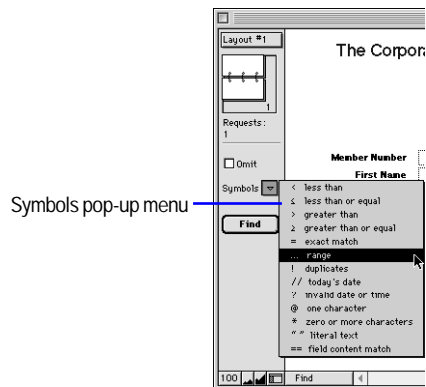 Layout #1
The Corpora
1
Requests:
1
Omit
Member Number
First Name
Symbols
Symbols pop-up menu
Find
< less than
≤ less than or equal
> greater than
≥ greater than or equal
= exact match
... range
! duplicates
// today's date
? invalid date or time
@ one character
* zero or more characters
" " literal text
== field content match
100 Find